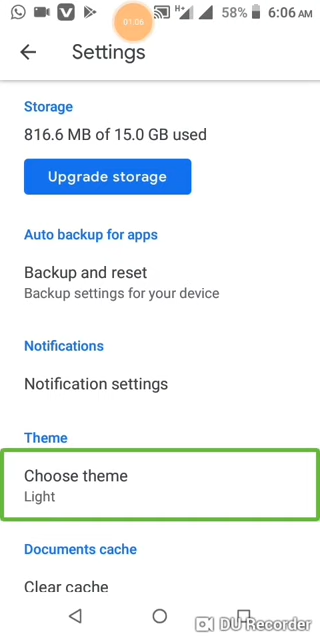 01:06
58%
6:06 AM
Settings
Storage
816.6 MB of 15.0 GB used
Upgrade storage
Auto backup for apps
Backup and reset
Backup settings for your device
Notifications
Notification settings
Theme
Choose theme
Light
Documents cache
Clear cache
DU Recorder